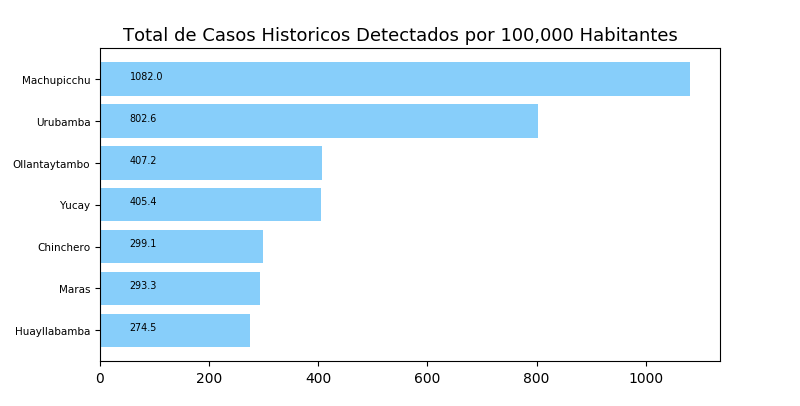 Total de Casos Historicos Detectados por 100,000 Habitantes
Machupicchu 1082.0
Urubamba 802.6
Ollantaytambo 407.2
Yucay 405.4
Chinchero 299.1
Maras 293.3
Huayllabamba 274.5
0 200 400 600 800 1000